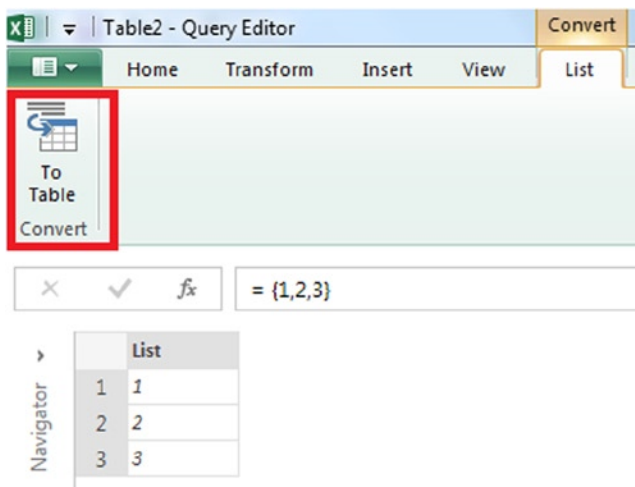 Table2 - Query Editor
Convert
Home Transform Insert View List
To
Table
Convert
fx = {1,2,3}
Navigator
List
1 1
2 2
3 3